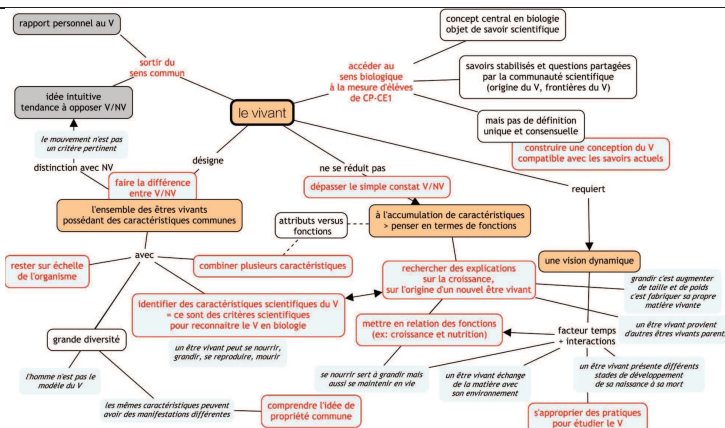 rapport personnel au V
sortir du
sens commun
idée intuitive
tendance à opposer V/NV
le mouvement n'est pas
un critère pertinent
distinction avec NV
faire la différence
entre V/NV
désigne
le vivant
accéder au
sens biologique
à la mesure d'élèves
de CP-CE1
concept central en biologie
objet de savoir scientifique
savoirs stabilisés et questions partagées
par la communauté scientifique
(origine du V, frontières du V)
mais pas de définition
unique et consensuelle
construire une conception du V
compatible avec les savoirs actuels
ne se réduit pas
dépasser le simple constat V/NV
requiert
l'ensemble des êtres vivants
possédant des caractéristiques communes
attributs versus
fonctions
à l'accumulation de caractéristiques
> penser en termes de fonctions
une vision dynamique
avec
rester sur échelle
de l'organisme
combiner plusieurs caractéristiques
rechercher des explications
sur la croissance,
sur l'origine d'un nouvel être vivant
grandir c'est augmenter
de taille et de poids
c'est fabriquer sa propre
matière vivante
identifier des caractéristiques scientifiques du V
= ce sont des critères scientifiques
pour reconnaitre le V en biologie
un être vivant peut se nourrir,
grandir, se reproduire, mourir
mettre en relation des fonctions
(ex: croissance et nutrition)
facteur temps
+ interactions
un être vivant provient
d'autres êtres vivants parent
grande diversité
l'homme n'est pas le
modèle du V
les mêmes caractéristiques peuvent
avoir des manifestations différentes
comprendre l'idée de
propriété commune
se nourrir sert à grandir mais
aussi se maintenir en vie
un être vivant échange
de la matière avec
son environnement
un être vivant présente différents
stades de développement
de sa naissance à sa mort
s'approprier des pratiques
pour étudier le V